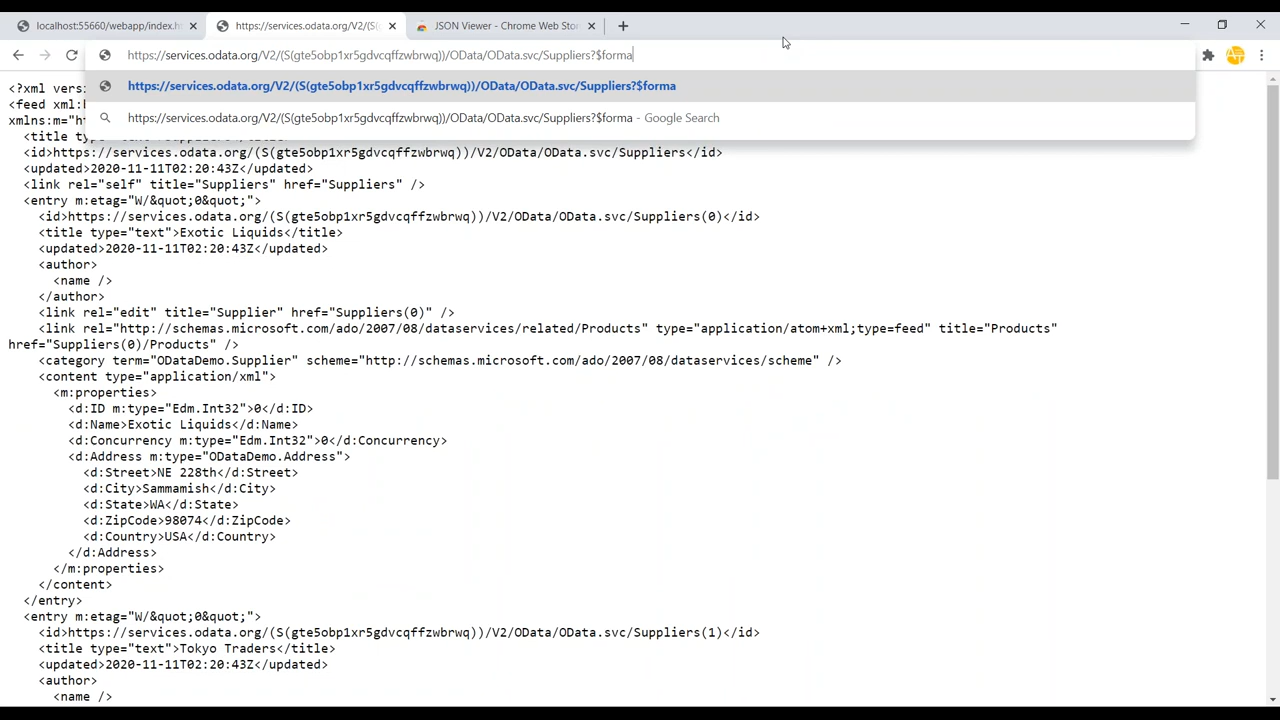 localhost:55660/webapp/index.h
https://services.odata.org/V2/(S(
JSON Viewer - Chrome Web Stor
https://services.odata.org/V2/(S(gte5obp1xr5gdvcqffzwbrwq))/OData/OData.svc/Suppliers?$forma
https://services.odata.org/V2/(S(gte5obp1xr5gdvcqffzwbrwq))/OData/OData.svc/Suppliers?$forma
https://services.odata.org/V2/(S(gte5obp1xr5gdvcqffzwbrwq))/OData/OData.svc/Suppliers?$forma - Google Search
<?xml vers
<feed xml:b
xmlns:m="ht
<title type
<id>https://services.odata.org/(S(gte5obp1xr5gdvcqffzwbrwq))/V2/OData/OData.svc/Suppliers</id>
<updated>2020-11-11T02:20:43Z</updated>
<link rel="self" title="Suppliers" href="Suppliers" />
<entry m:etag="W/&quot;0&quot;">
<id>https://services.odata.org/(S(gte5obp1xr5gdvcqffzwbrwq))/V2/OData/OData.svc/Suppliers(0)</id>
<title type="text">Exotic Liquids</title>
<updated>2020-11-11T02:20:43Z</updated>
<author>
<name />
</author>
<link rel="edit" title="Supplier" href="Suppliers(0)" />
<link rel="http://schemas.microsoft.com/ado/2007/08/dataservices/related/Products" type="application/atom+xml;type=feed" title="Products"
href="Suppliers(0)/Products" />
<category term="ODataDemo.Supplier" scheme="http://schemas.microsoft.com/ado/2007/08/dataservices/scheme" />
<content type="application/xml">
<m:properties>
<d:ID m:type="Edm.Int32">0</d:ID>
<d:Name>Exotic Liquids</d:Name>
<d:Concurrency m:type="Edm.Int32">0</d:Concurrency>
<d:Address m:type="ODataDemo.Address">
<d:Street>NE 228th</d:Street>
<d:City>Sammamish</d:City>
<d:State>WA</d:State>
<d:ZipCode>98074</d:ZipCode>
<d:Country>USA</d:Country>
</d:Address>
</m:properties>
</content>
</entry>
<entry m:etag="W/&quot;0&quot;">
<id>https://services.odata.org/(S(gte5obp1xr5gdvcqffzwbrwq))/V2/OData/OData.svc/Suppliers(1)</id>
<title type="text">Tokyo Traders</title>
<updated>2020-11-11T02:20:43Z</updated>
<author>
<name />